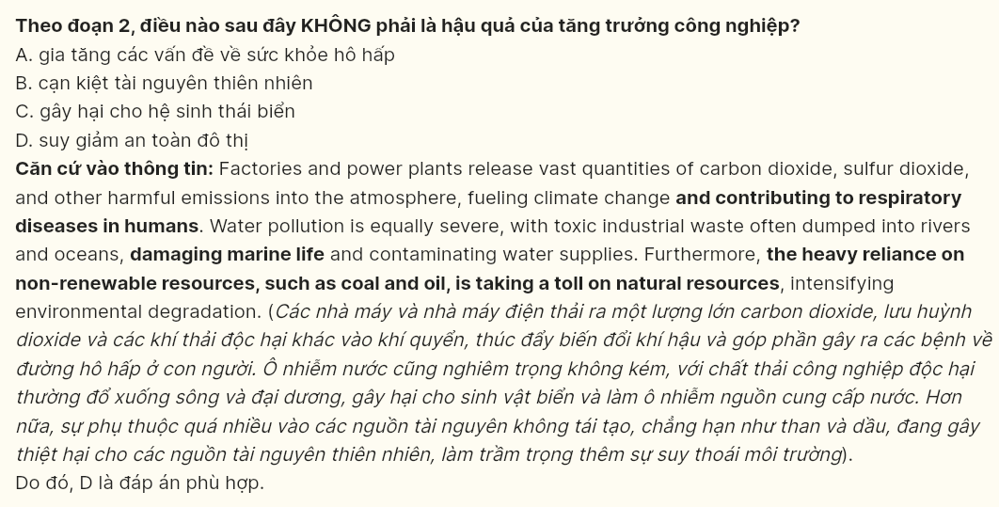 Theo đoạn 2, điều nào sau đây KHÔNG phải là hậu quả của tăng trưởng công nghiệp?
A. gia tăng các vấn đề về sức khỏe hô hấp
B. cạn kiệt tài nguyên thiên nhiên
C. gây hại cho hệ sinh thái biển
D. suy giảm an toàn đô thị
Căn cứ vào thông tin: Factories and power plants release vast quantities of carbon dioxide, sulfur dioxide,
and other harmful emissions into the atmosphere, fueling climate change and contributing to respiratory
diseases in humans. Water pollution is equally severe, with toxic industrial waste often dumped into rivers
and oceans, damaging marine life and contaminating water supplies. Furthermore, the heavy reliance on
non-renewable resources, such as coal and oil, is taking a toll on natural resources, intensifying
environmental degradation. (Các nhà máy và nhà máy điện thải ra một lượng lớn carbon dioxide, lưu huỳnh
dioxide và các khí thải độc hại khác vào khí quyển, thúc đẩy biến đổi khí hậu và góp phần gây ra các bệnh về
đường hô hấp ở con người. Ô nhiễm nước cũng nghiêm trọng không kém, với chất thải công nghiệp độc hại
thường đổ xuống sông và đại dương, gây hại cho sinh vật biển và làm ô nhiễm nguồn cung cấp nước. Hơn
nữa, sự phụ thuộc quá nhiều vào các nguồn tài nguyên không tái tạo, chẳng hạn như than và dầu, đang gây
thiệt hại cho các nguồn tài nguyên thiên nhiên, làm trầm trọng thêm sự suy thoái môi trường).
Do đó, D là đáp án phù hợp.